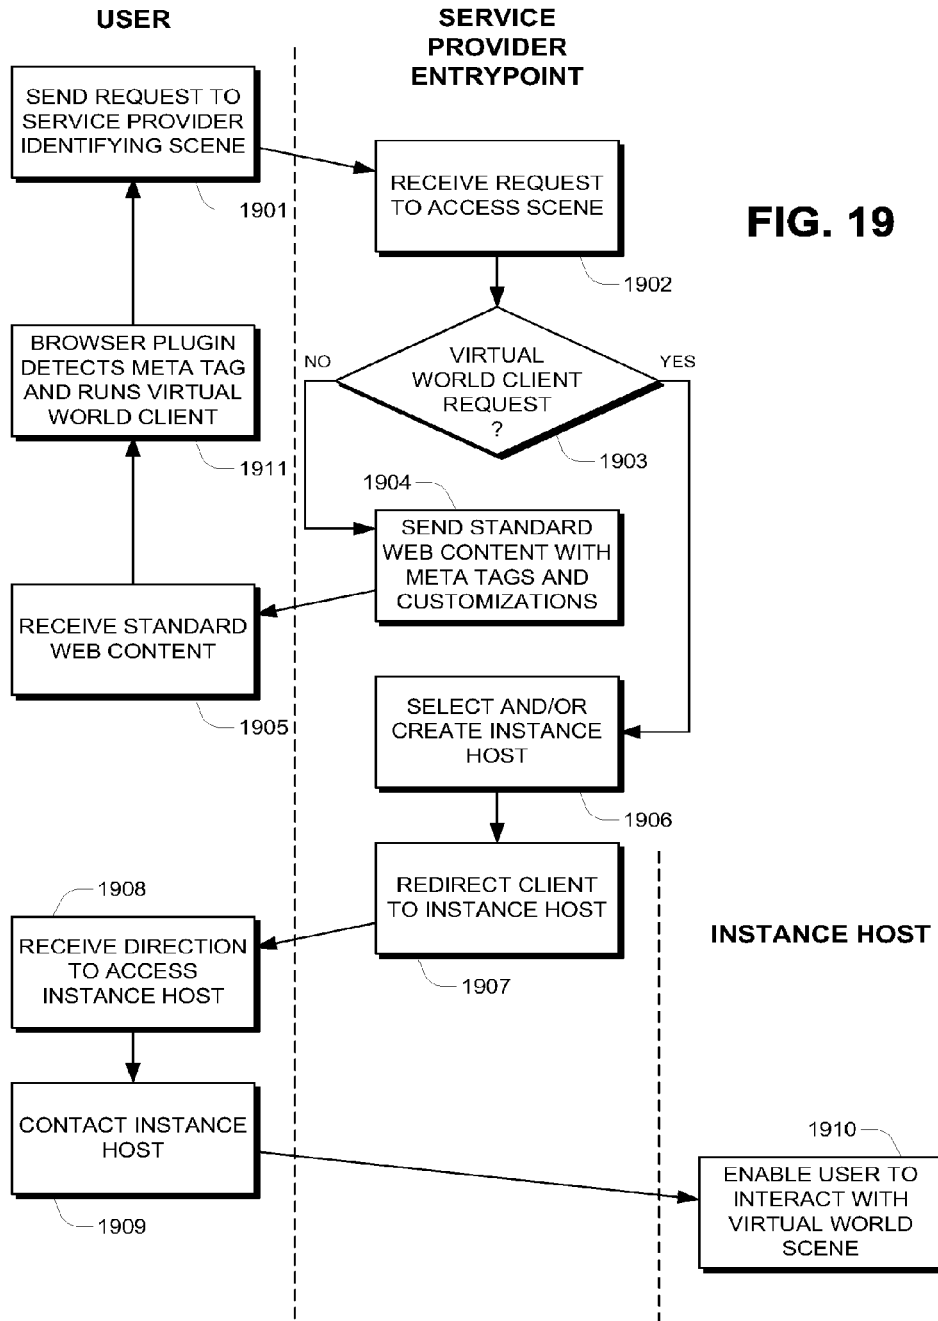 USER
SERVICE
PROVIDER
ENTRYPOINT
SEND REQUEST TO
SERVICE PROVIDER
IDENTIFYING SCENE
1901
RECEIVE REQUEST
TO ACCESS SCENE
1902
FIG. 19
BROWSER PLUGIN
DETECTS META TAG
AND RUNS VIRTUAL
WORLD CLIENT
1911
NO
VIRTUAL
WORLD CLIENT
REQUEST
?
YES
1903
1904
SEND STANDARD
WEB CONTENT WITH
META TAGS AND
CUSTOMIZATIONS
RECEIVE STANDARD
WEB CONTENT
1905
SELECT AND/OR
CREATE INSTANCE
HOST
1906
REDIRECT CLIENT
TO INSTANCE HOST
1907
1908
RECEIVE DIRECTION
TO ACCESS
INSTANCE HOST
INSTANCE HOST
CONTACT INSTANCE
HOST
1909
1910
ENABLE USER TO
INTERACT WITH
VIRTUAL WORLD
SCENE